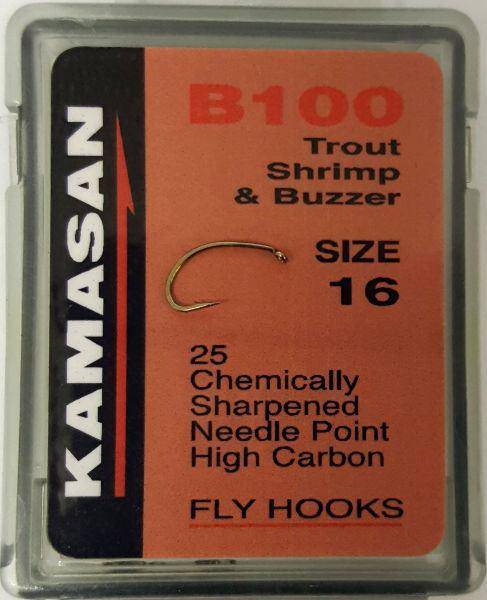 KAMASAN
B100
Trout
Shrimp
& Buzzer
SIZE
16
25
Chemically
Sharpened
Needle Point
High Carbon
FLY HOOKS